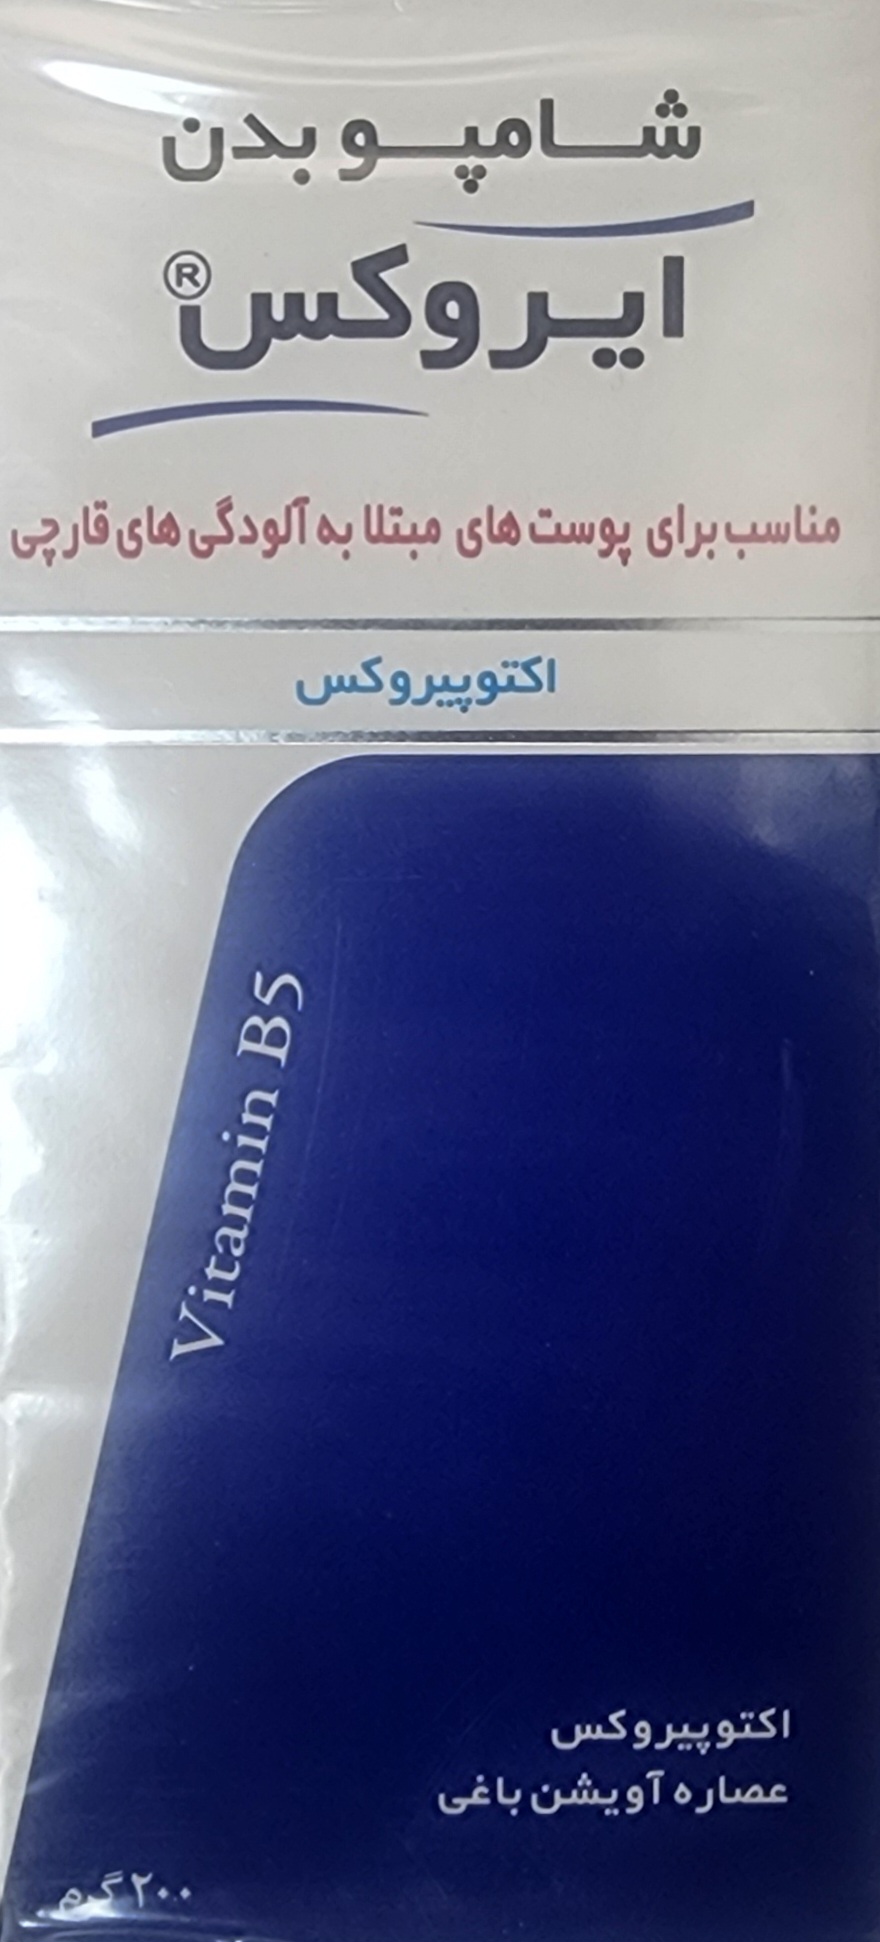 شامپو بدن
ایروکس®
مناسب برای پوست های مبتلا به آلودگی های قارچی
اکتوپیروکس
Vitamin B5
اکتوپیروکس
عصاره آویشن باغی
۲۰۰ گرم